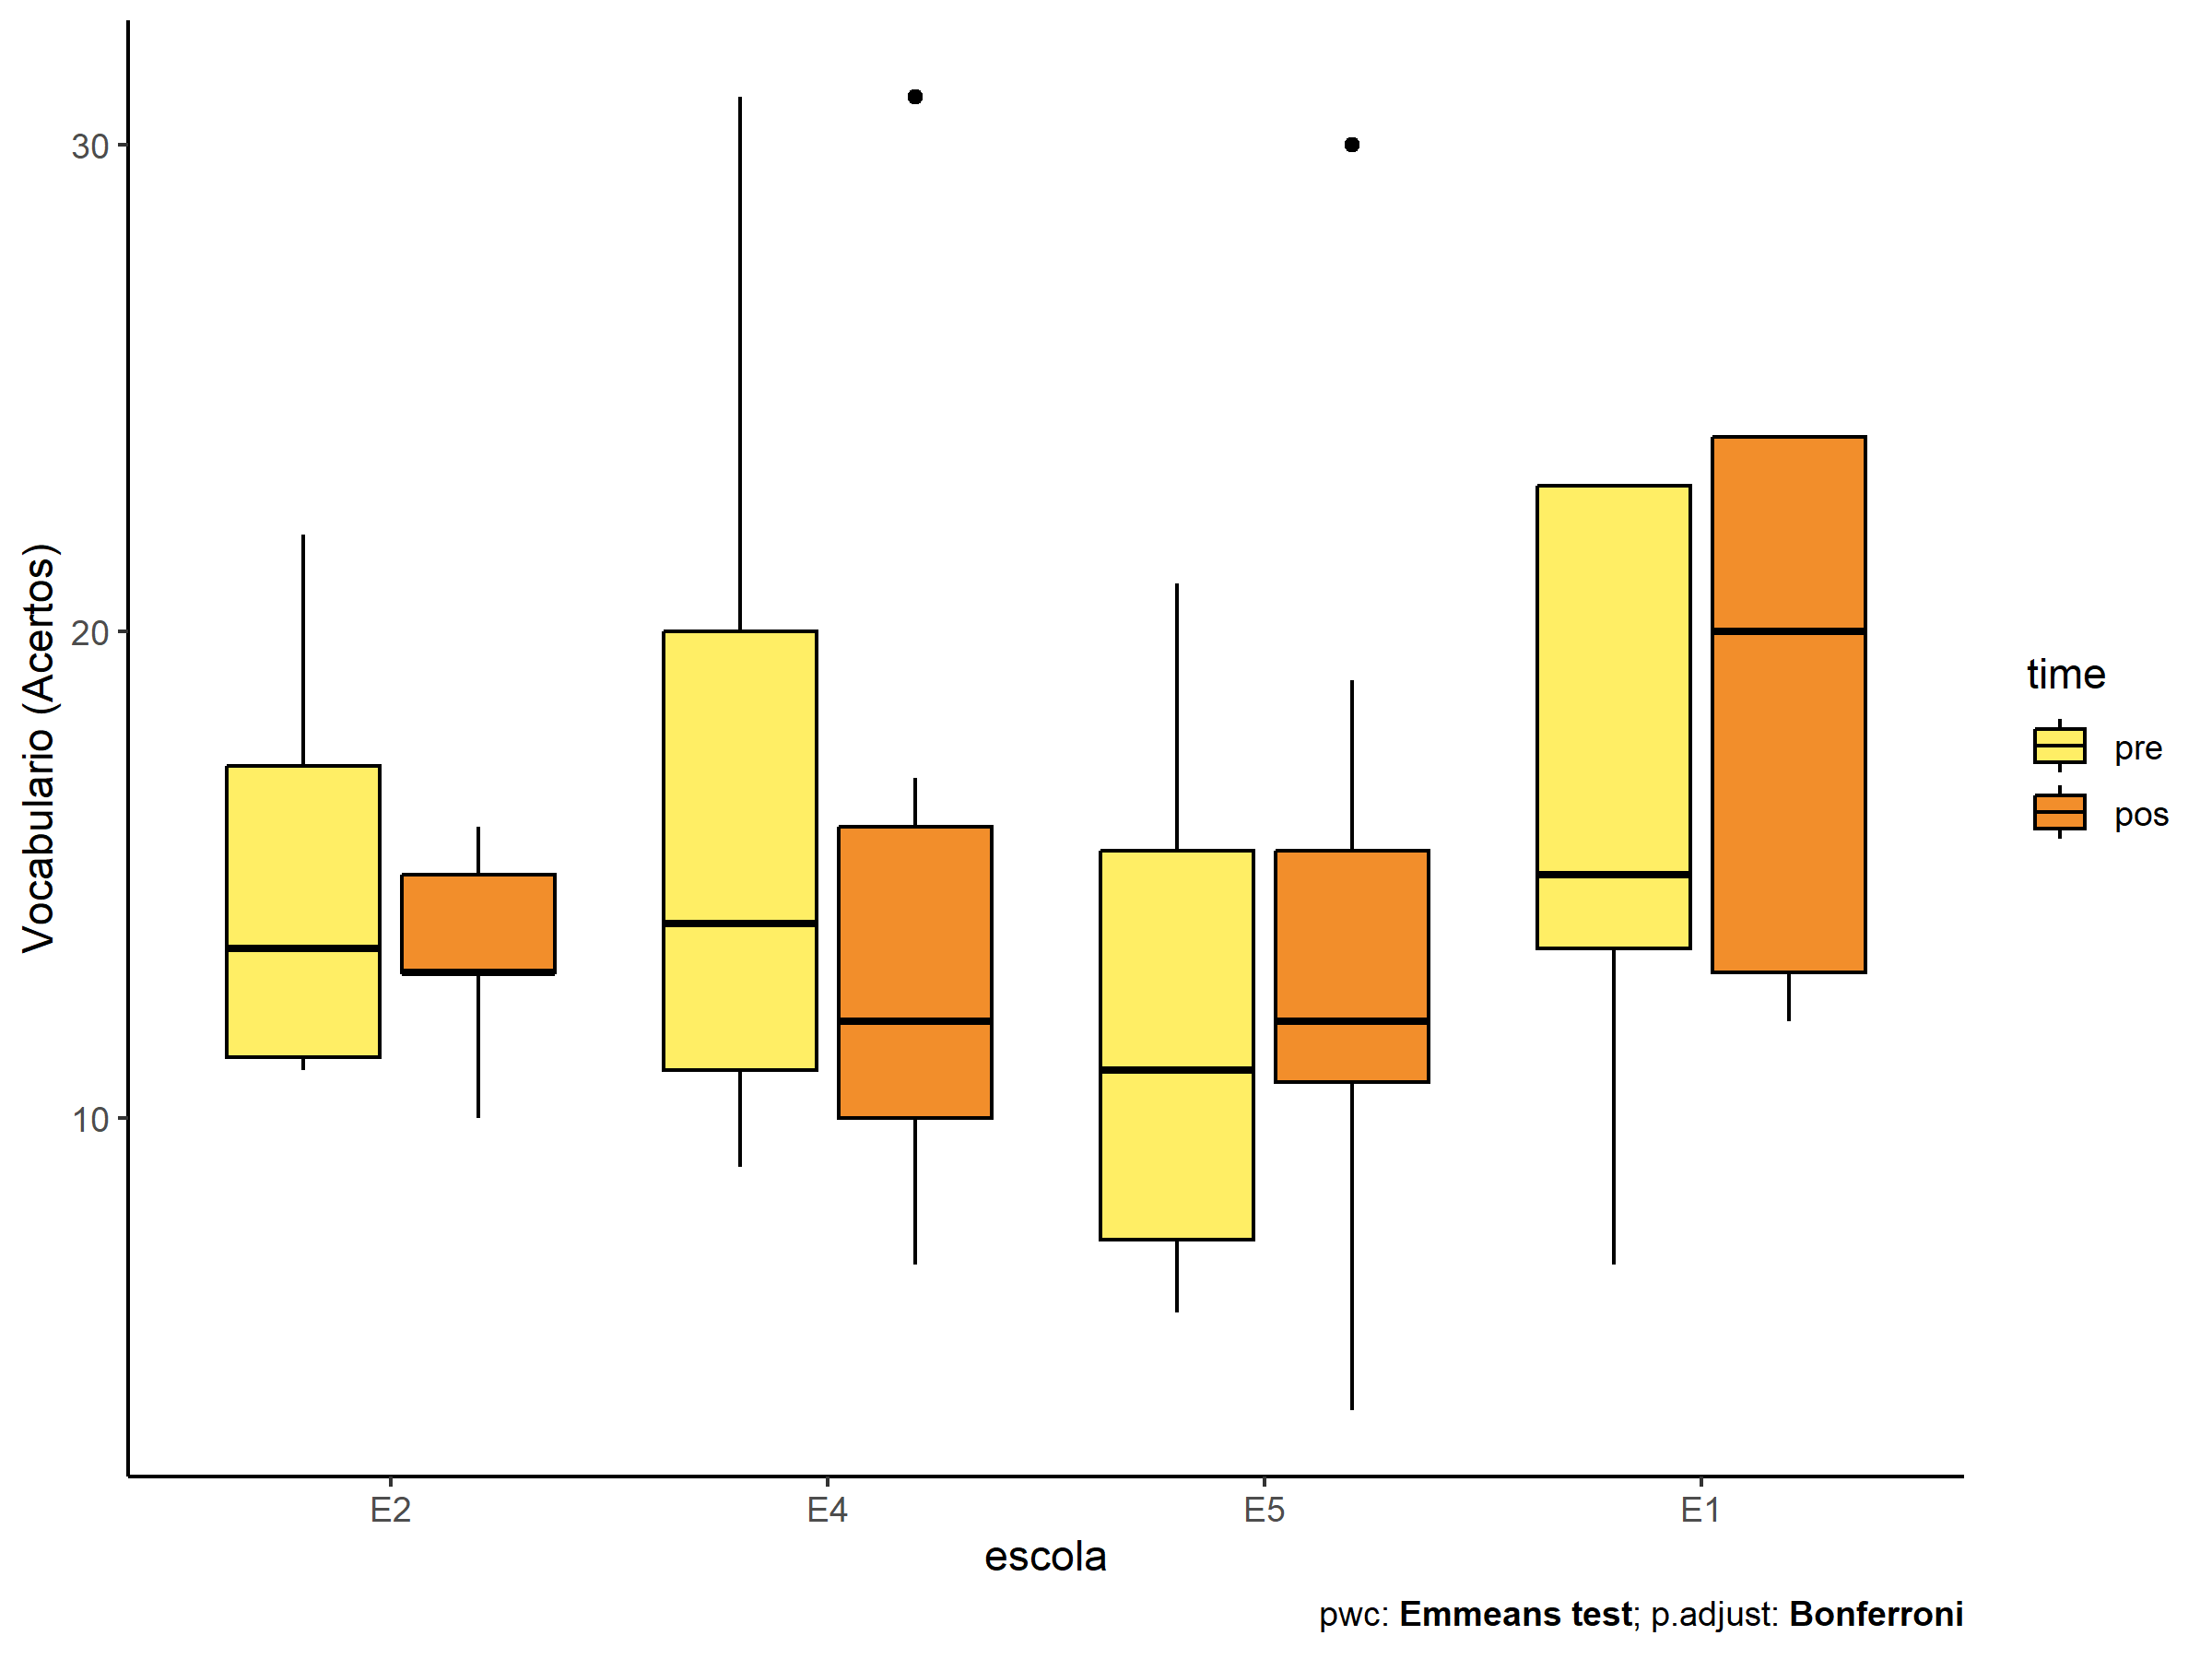 Vocabulario (Acertos)
30
20
10
E2
E4
E5
E1
escola
time
pre
pos
pwc: Emmeans test; p.adjust: Bonferroni